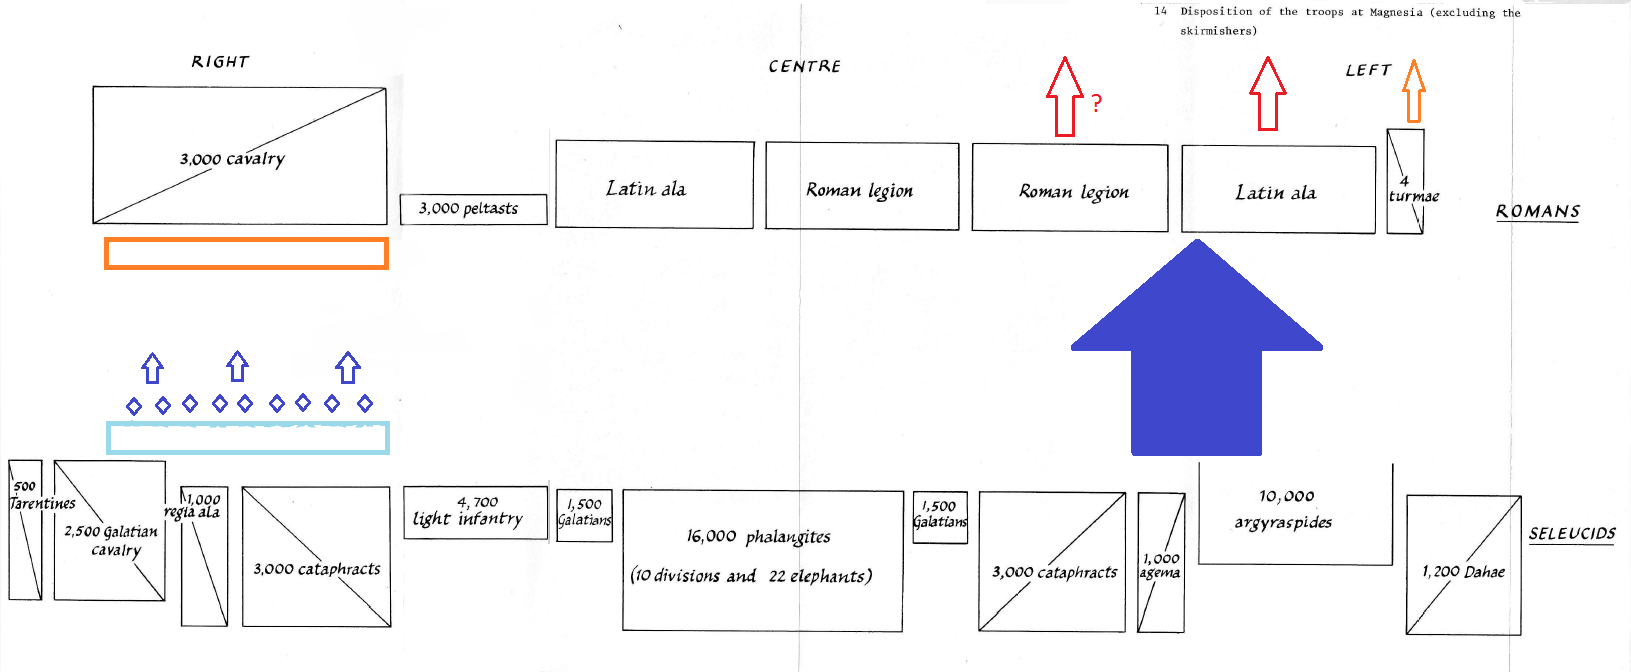 14 Disposition of the troops at Magnesia (excluding the
skirmishers)
RIGHT
CENTRE
LEFT
?
3,000 cavalry
3,000 peltasts
Latin ala
Roman legion
Roman legion
Latin ala
4
turmae
ROMANS
500
Tarentines
2,500 Galatian
cavalry
1,000
regia ala
3,000 cataphracts
4,700
light infantry
1,500
Galatians
16,000 phalangites
(10 divisions and 22 elephants)
1,500
Galatians
3,000 cataphracts
1,000
agema
10,000
argyraspides
1,200 Dahae
SELEUCIDS